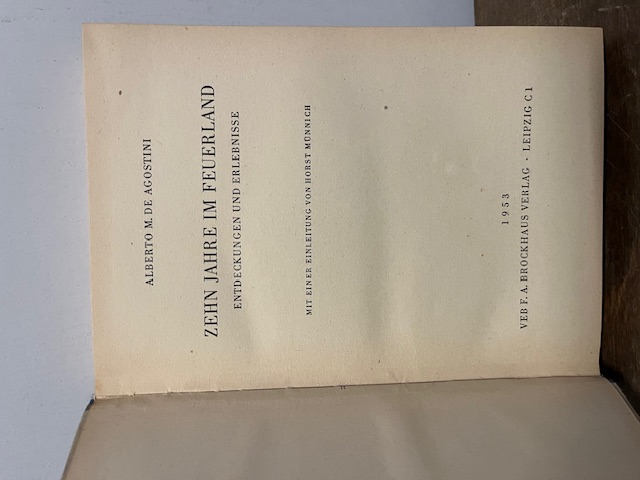 ALBERTO M. DE AGOSTINI
ZEHN JAHRE IM FEUERLAND
ENTDECKUNGEN UND ERLEBNISSE
MIT EINER EINLEITUNG VON HORST MÜNNICH
1953
VEB F. A. BROCKHAUS VERLAG · LEIPZIG C 1